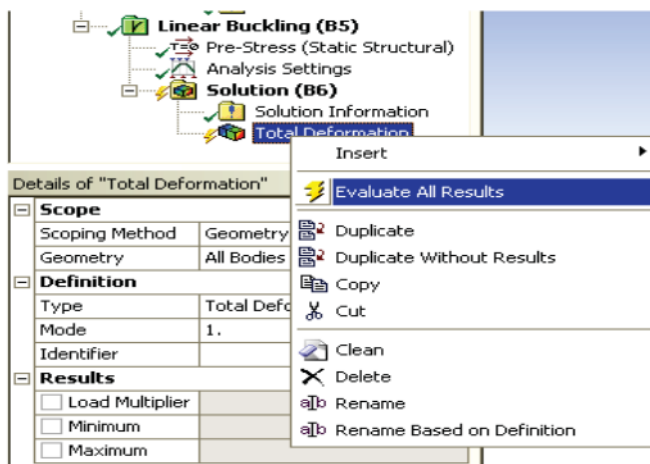 Linear Buckling (B5)
Pre-Stress (Static Structural)
Analysis Settings
Solution (B6)
Solution Information
Total Deformation
Insert
Evaluate All Results
Duplicate
Duplicate Without Results
Copy
Cut
Clean
Delete
Rename
Rename Based on Definition
Details of "Total Deformation"
Scope
Scoping Method Geometry
Geometry All Bodies
Definition
Type Total Defo
Mode 1.
Identifier
Results
Load Multiplier
Minimum
Maximum